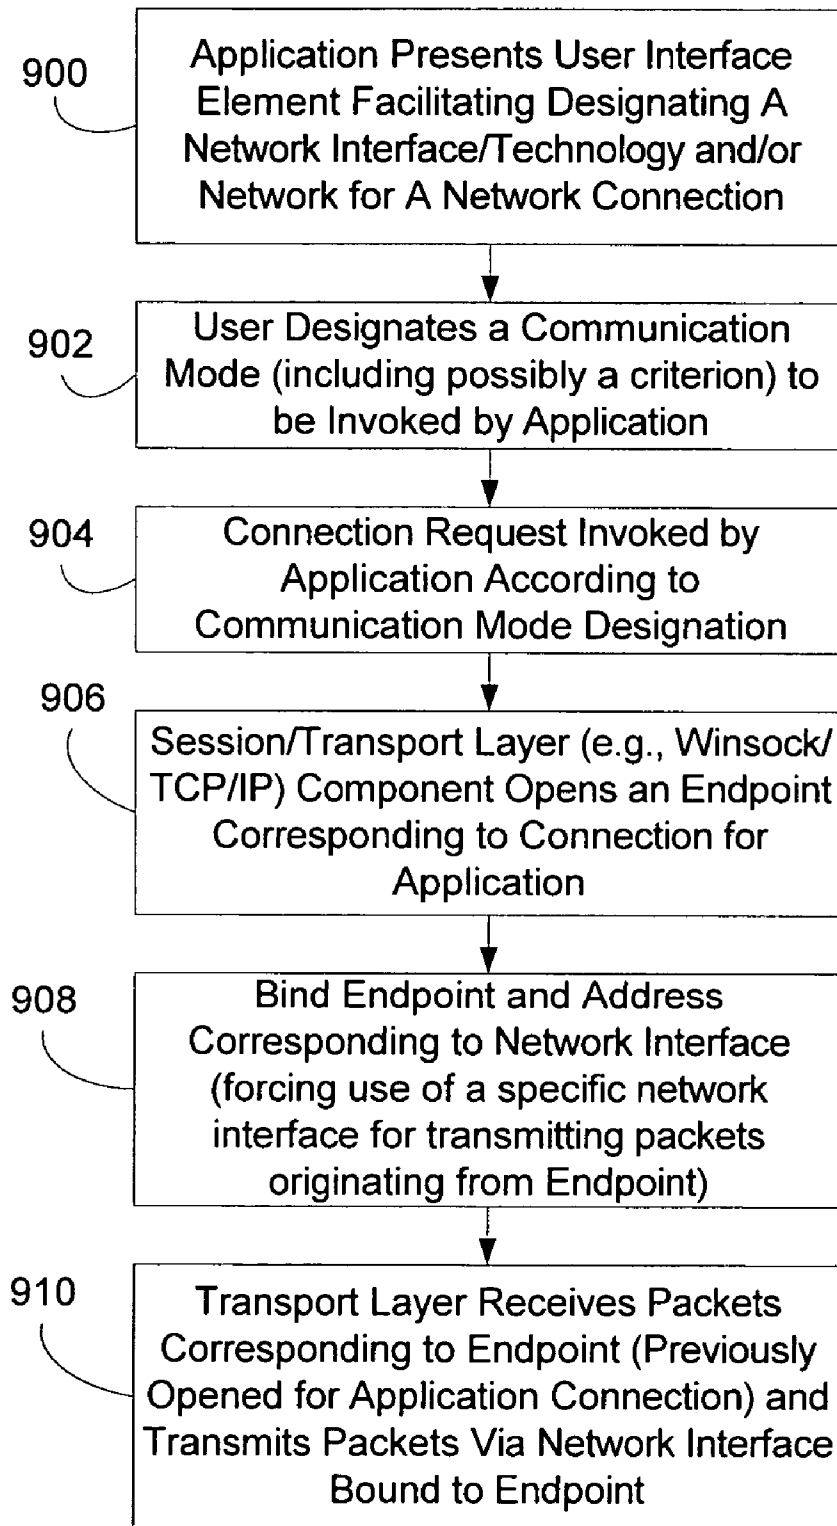 900
Application Presents User Interface
Element Facilitating Designating A
Network Interface/Technology and/or
Network for A Network Connection
902
User Designates a Communication
Mode (including possibly a criterion) to
be Invoked by Application
904
Connection Request Invoked by
Application According to
Communication Mode Designation
906
Session/Transport Layer (e.g., Winsock/
TCP/IP) Component Opens an Endpoint
Corresponding to Connection for
Application
908
Bind Endpoint and Address
Corresponding to Network Interface
(forcing use of a specific network
interface for transmitting packets
originating from Endpoint)
910
Transport Layer Receives Packets
Corresponding to Endpoint (Previously
Opened for Application Connection) and
Transmits Packets Via Network Interface
Bound to Endpoint